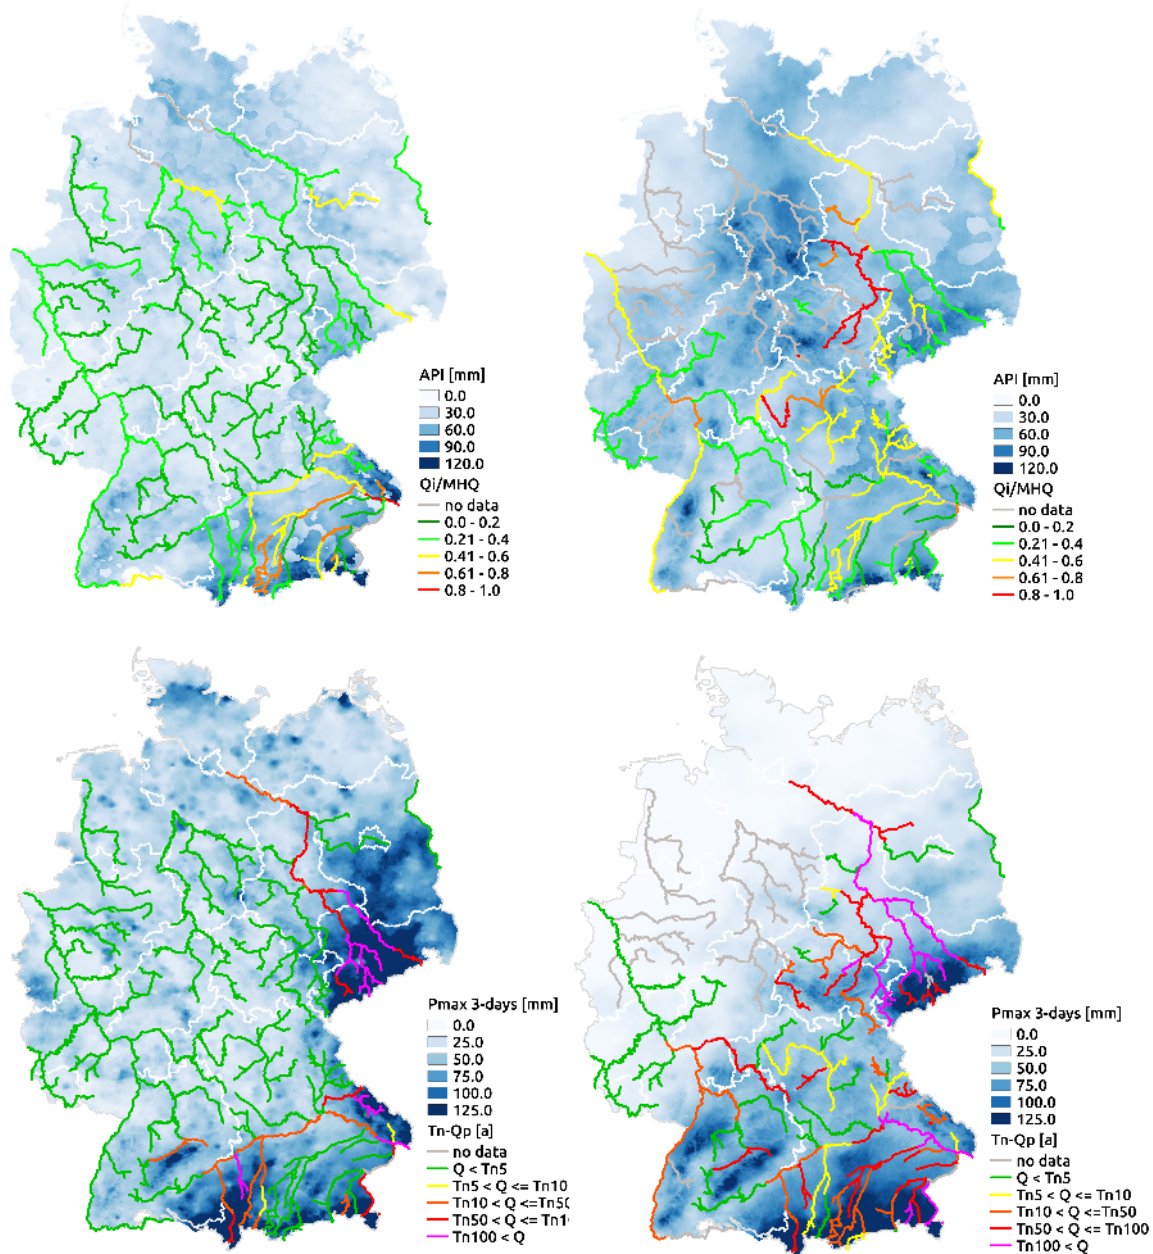 API [mm]
0.0
30.0
60.0
90.0
120.0
Qi/MHQ
no data
0.0 - 0.2
0.21 - 0.4
0.41 - 0.6
0.61 - 0.8
0.8 - 1.0
API [mm]
0.0
30.0
60.0
90.0
120.0
Qi/MHQ
no data
0.0 - 0.2
0.21 - 0.4
0.41 - 0.6
0.61 - 0.8
0.8 - 1.0
Pmax 3-days [mm]
0.0
25.0
50.0
75.0
100.0
125.0
Tn-Qp [a]
no data
Q < Tn5
Tn5 < Q <= Tn10
Tn10 < Q <=Tn50
Tn50 < Q <= Tn1
Tn100 < Q
Pmax 3-days [mm]
0.0
25.0
50.0
75.0
100.0
125.0
Tn-Qp [a]
no data
Q < Tn5
Tn5 < Q <= Tn10
Tn10 < Q <=Tn50
Tn50 < Q <= Tn100
Tn100 < Q